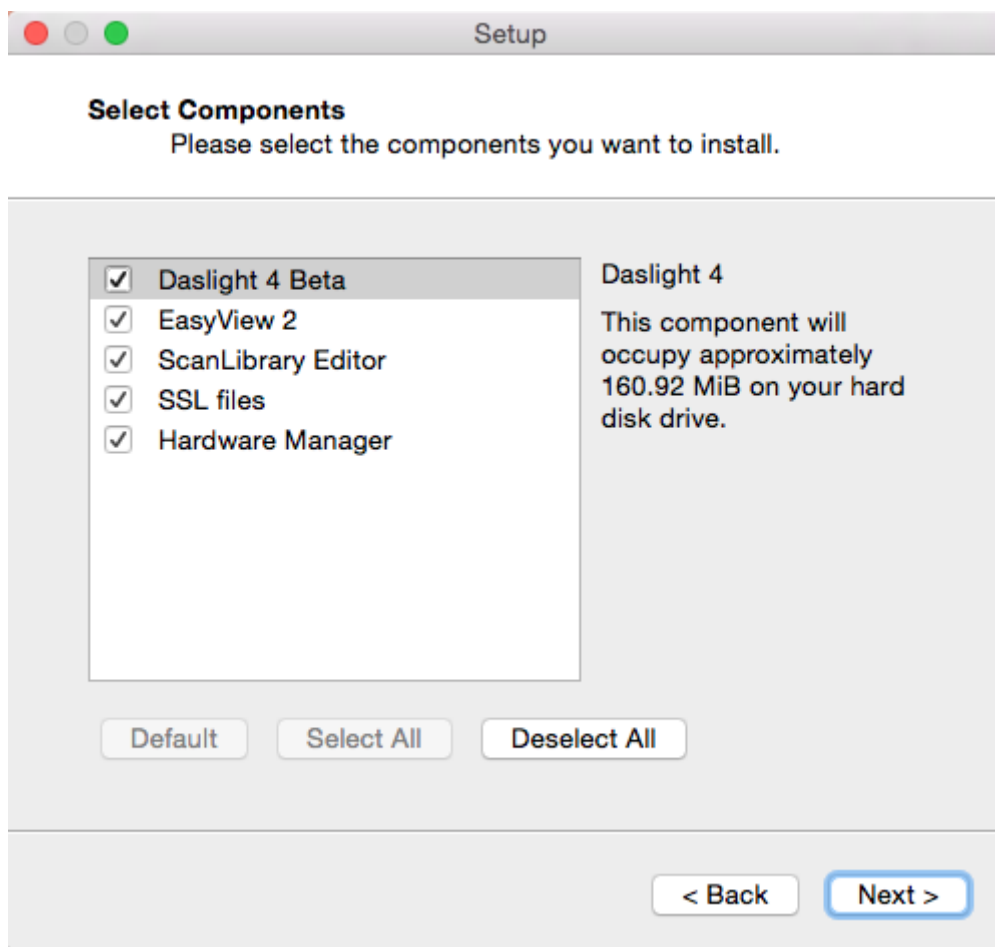 Setup
Select Components
Please select the components you want to install.
Daslight 4 Beta
EasyView 2
ScanLibrary Editor
SSL files
Hardware Manager
Daslight 4
This component will
occupy approximately
160.92 MiB on your hard
disk drive.
Default
Select All
Deselect All
< Back
Next >